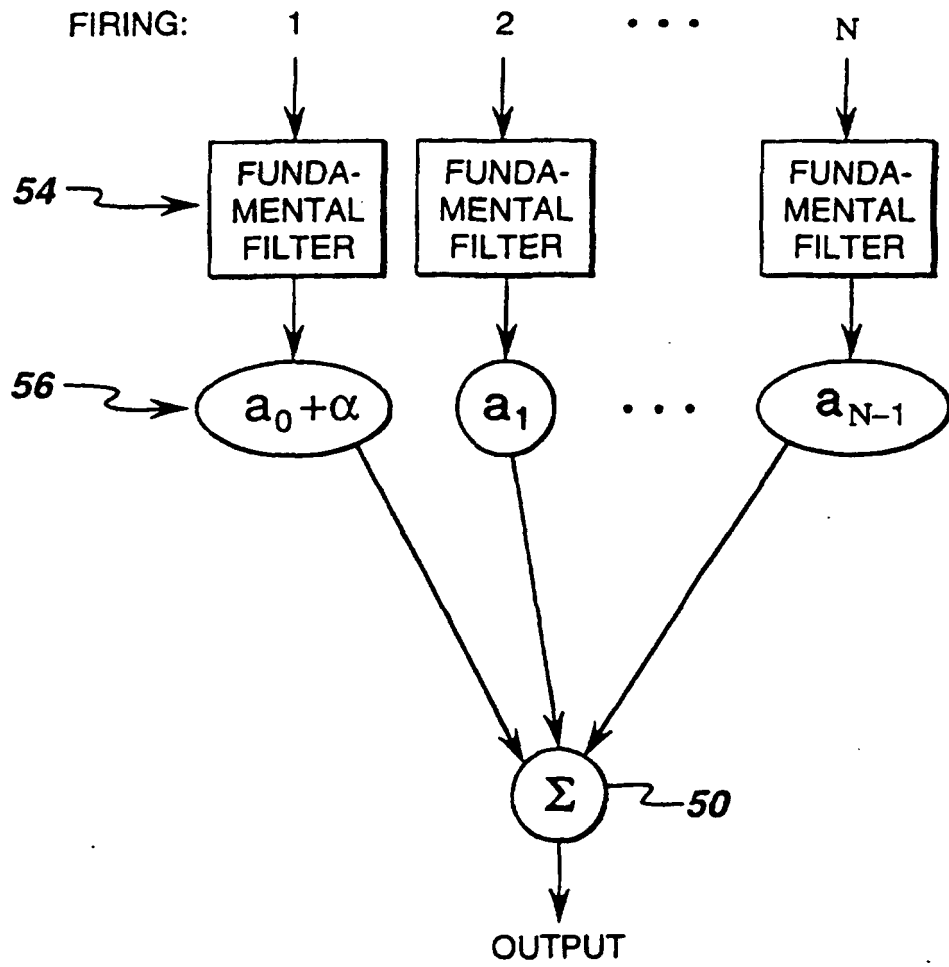 FIRING: 1 2 • • • N
54 FUNDA- FUNDA- FUNDA-
MENTAL MENTAL MENTAL
FILTER FILTER FILTER
56 a₀+α a₁ • • • a_{N–1}
Σ 50
OUTPUT